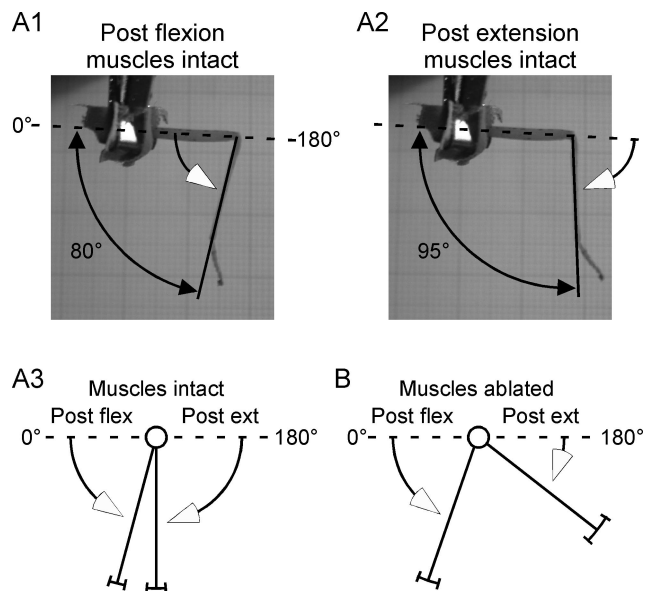 A1
Post flexion
muscles intact
0°
180°
80°
A2
Post extension
muscles intact
95°
A3
Muscles intact
Post flex
Post ext
0°
180°
B
Muscles ablated
Post flex
Post ext
0°
180°